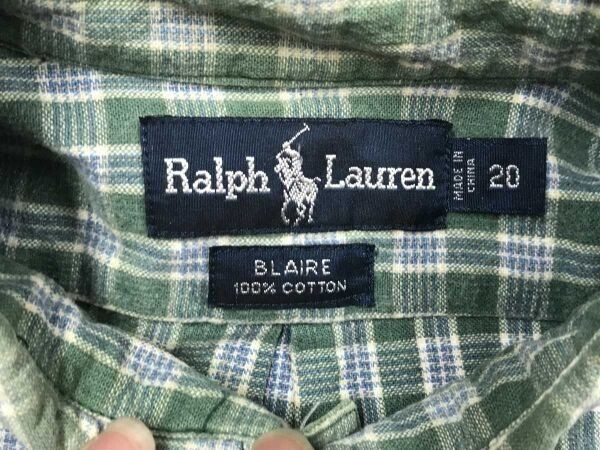 Ralph Lauren
MADE IN
CHINA
20
BLAIRE
100% COTTON